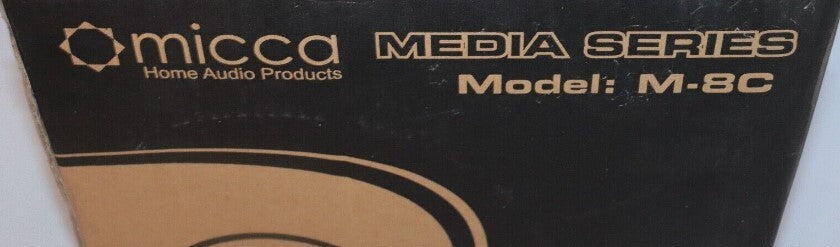 micca
Home Audio Products
MEDIA SERIES
Model: M-8C